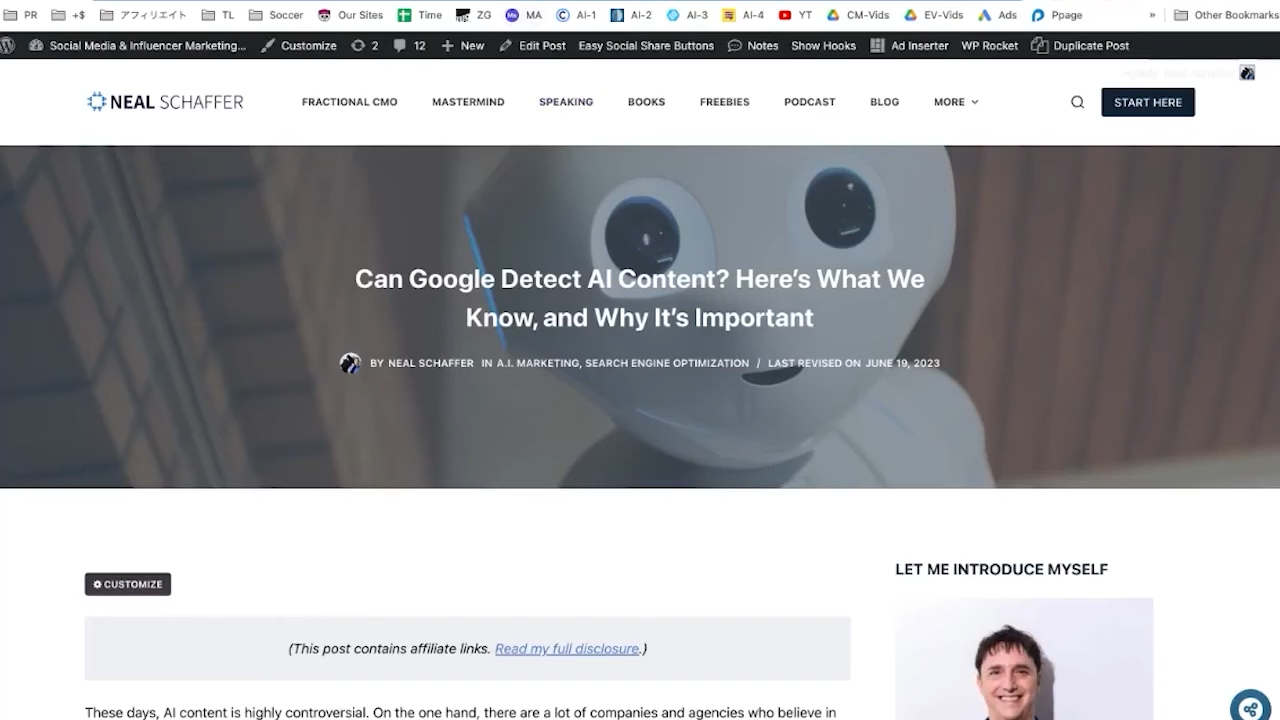 PR +$ アフィリエイト TL Soccer Our Sites Time ZG MA AI-1 AI-2 AI-3 AI-4 YT CM-Vids EV-Vids Ads Ppage » Other Bookmarks
Social Media & Influencer Marketing... Customize 2 12 New Edit Post Easy Social Share Buttons Notes Show Hooks Ad Inserter WP Rocket Duplicate Post
NEAL SCHAFFER FRACTIONAL CMO MASTERMIND SPEAKING BOOKS FREEBIES PODCAST BLOG MORE START HERE
Can Google Detect AI Content? Here's What We
Know, and Why It's Important
BY NEAL SCHAFFER IN A.I. MARKETING, SEARCH ENGINE OPTIMIZATION / LAST REVISED ON JUNE 19, 2023
LET ME INTRODUCE MYSELF
CUSTOMIZE
(This post contains affiliate links. Read my full disclosure.)
These days, AI content is highly controversial. On the one hand, there are a lot of companies and agencies who believe in